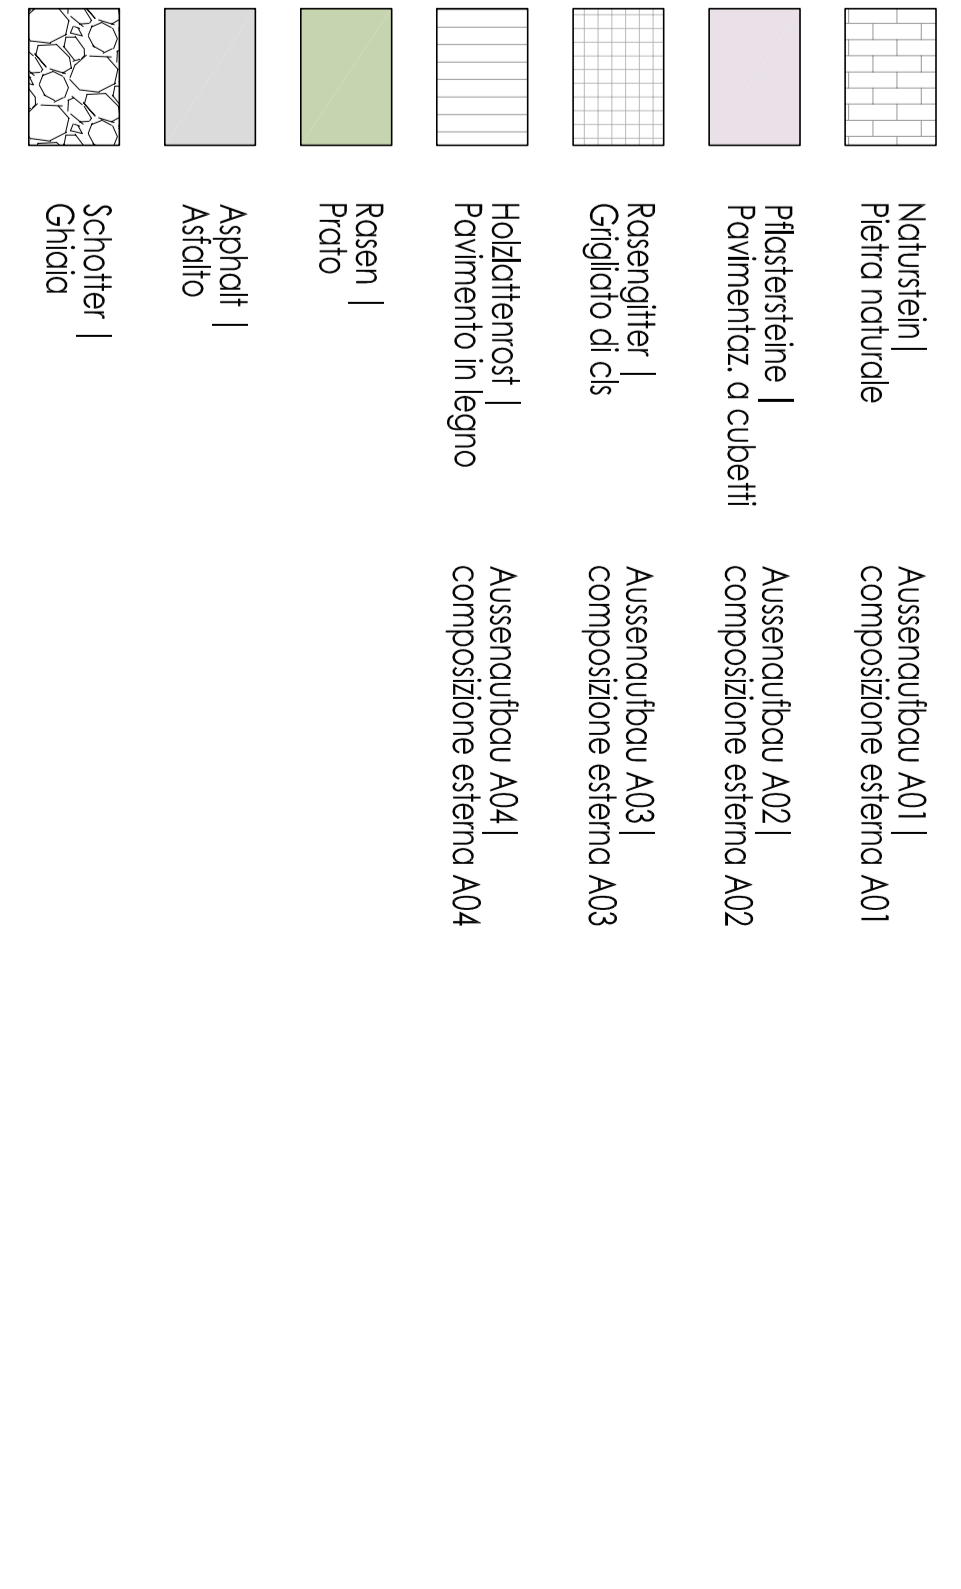 Naturstein|
Pietra naturale
Aussenaufbau A01|
composizione esterna A01
Pflastersteine |
Pavimentaz. a cubetti
Aussenaufbau A02|
composizione esterna A02
Rasengitter |
Grigliato di cls
Aussenaufbau A03|
composizione esterna A03
Holzlattenrost |
Pavimento in legno
Aussenaufbau A04|
composizione esterna A04
Rasen |
Prato
Asphalt |
Asfalto
Schotter |
Ghiaia